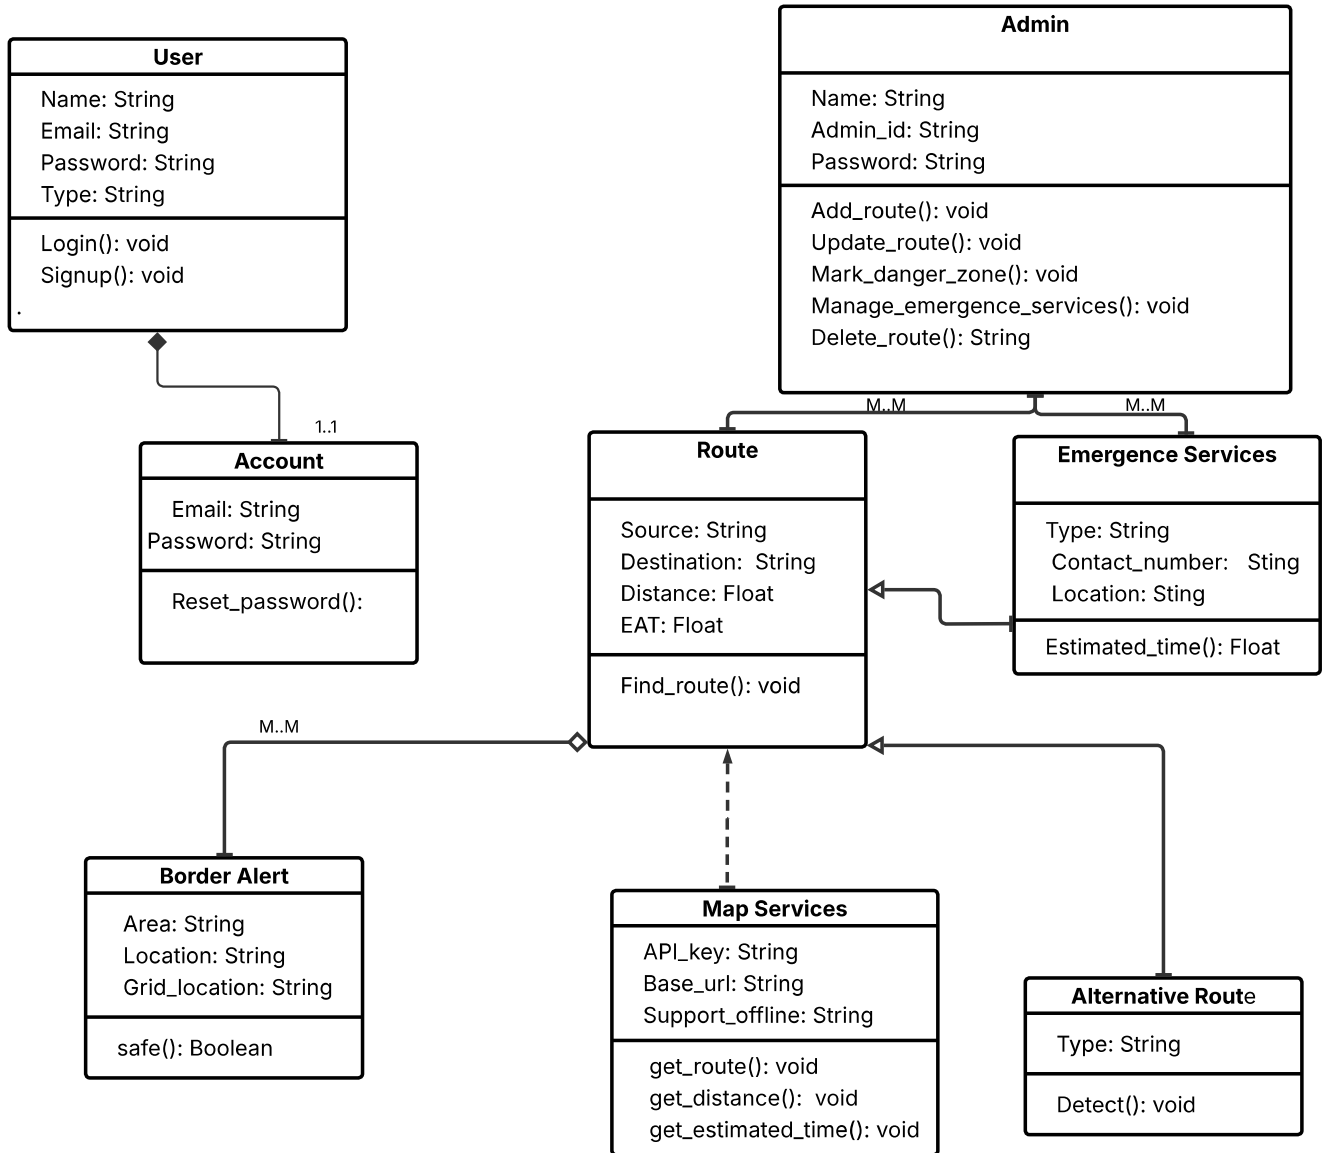 User
Name: String
Email: String
Password: String
Type: String
Login(): void
Signup(): void
.
Admin
Name: String
Admin_id: String
Password: String
Add_route(): void
Update_route(): void
Mark_danger_zone(): void
Manage_emergence_services(): void
Delete_route(): String
M..M
M..M
1..1
Account
Email: String
Password: String
Reset_password():
Route
Source: String
Destination:  String
Distance: Float
EAT: Float
Find_route(): void
Emergence Services
Type: String
Contact_number:   Sting
Location: Sting
Estimated_time(): Float
M..M
Border Alert
Area: String
Location: String
Grid_location: String
safe(): Boolean
Map Services
API_key: String
Base_url: String
Support_offline: String
get_route(): void
get_distance():  void
get_estimated_time(): void
Alternative Route
Type: String
Detect(): void